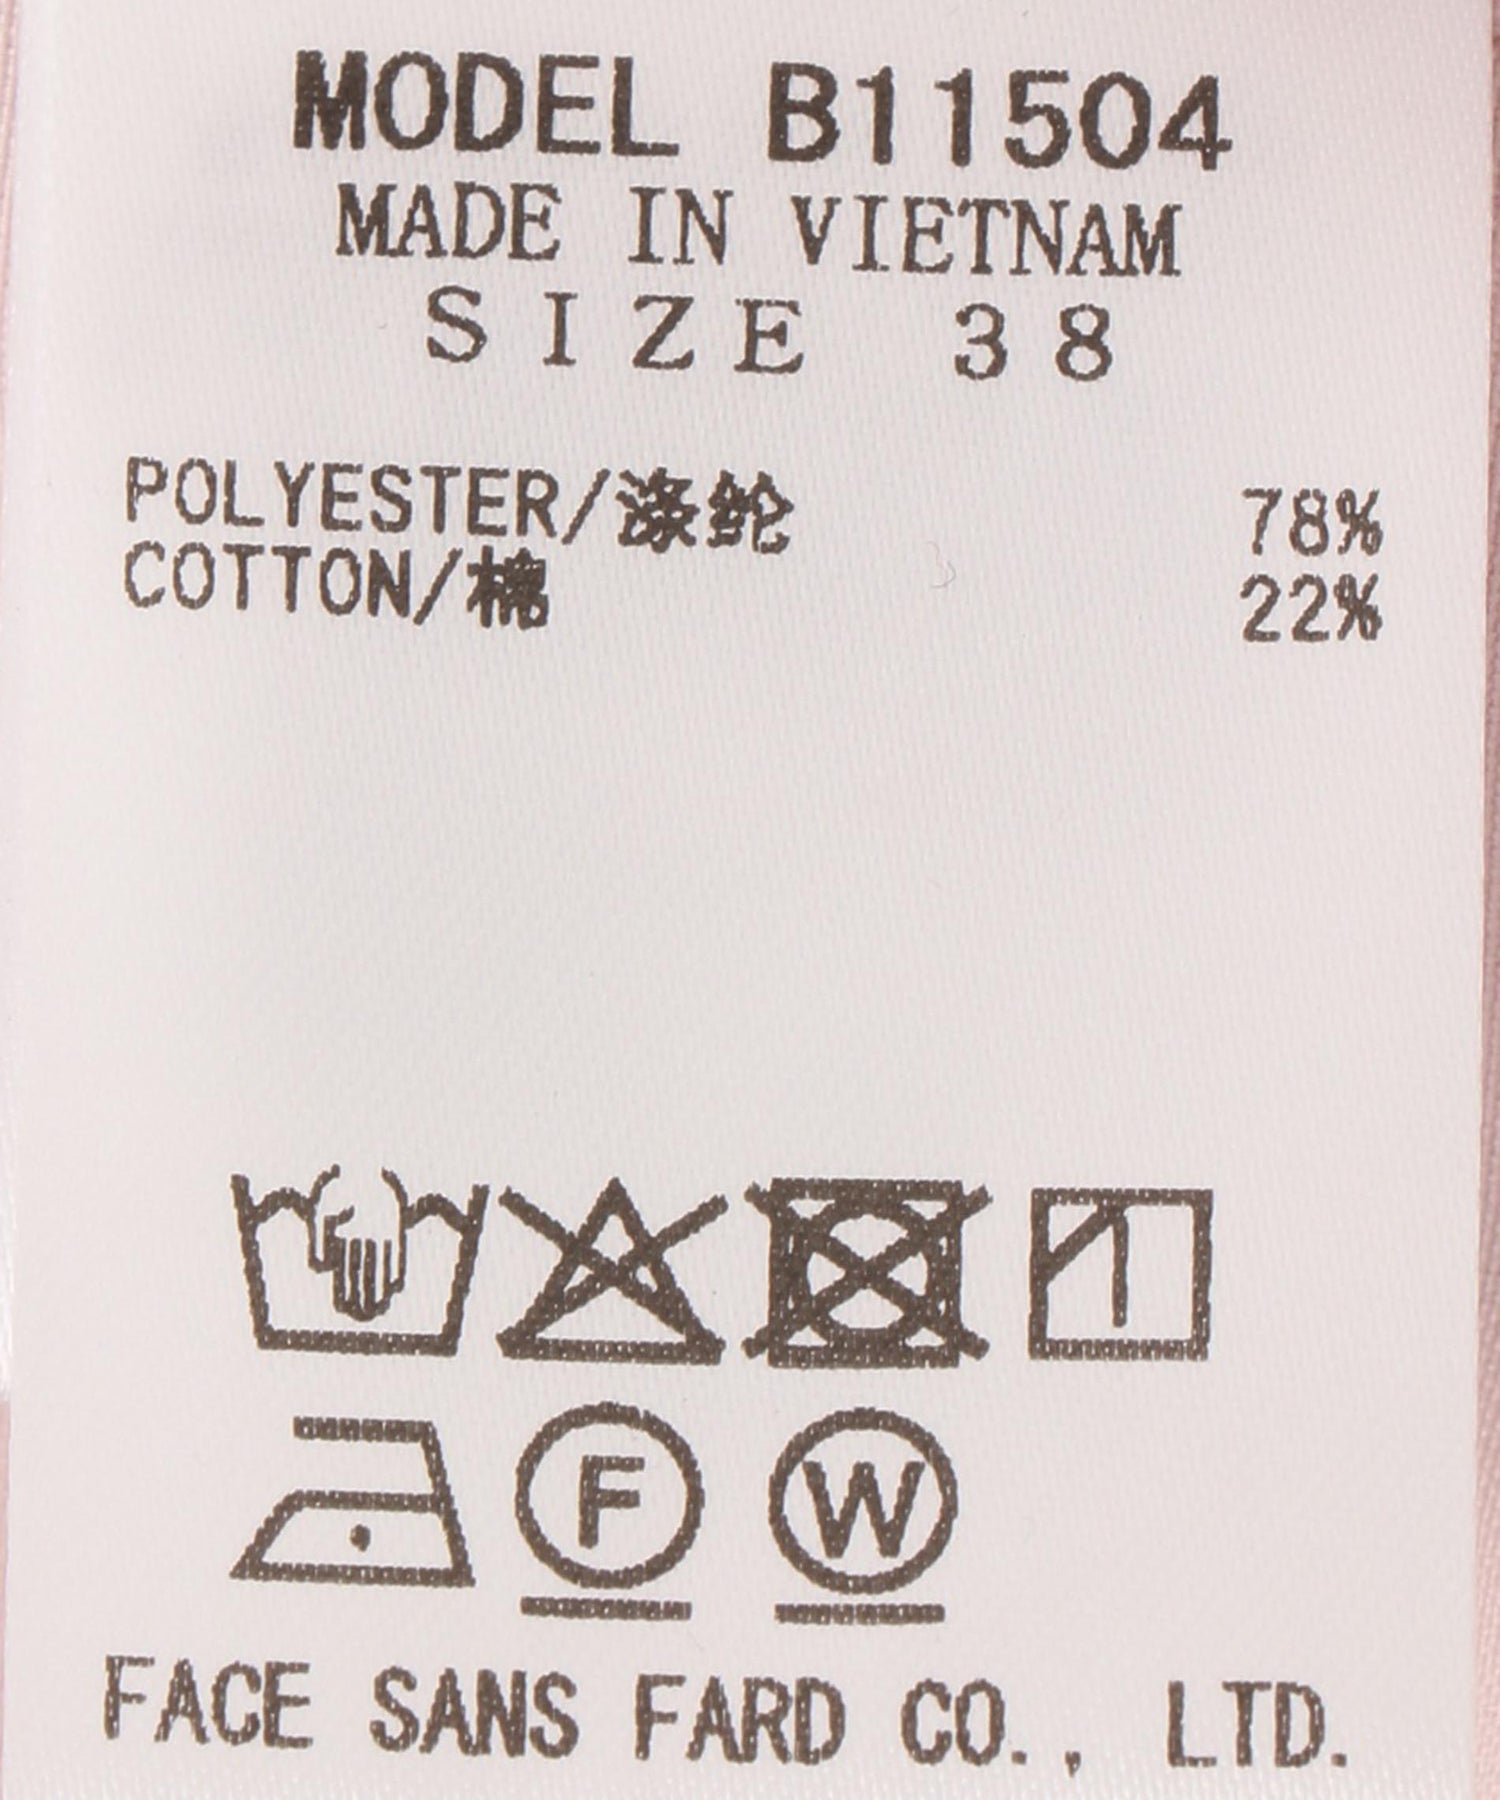 MODEL B11504
MADE IN VIETNAM
SIZE 38
POLYESTER/涤纶 78%
COTTON/棉 22%
F W
FACE SANS FARD CO., LTD.